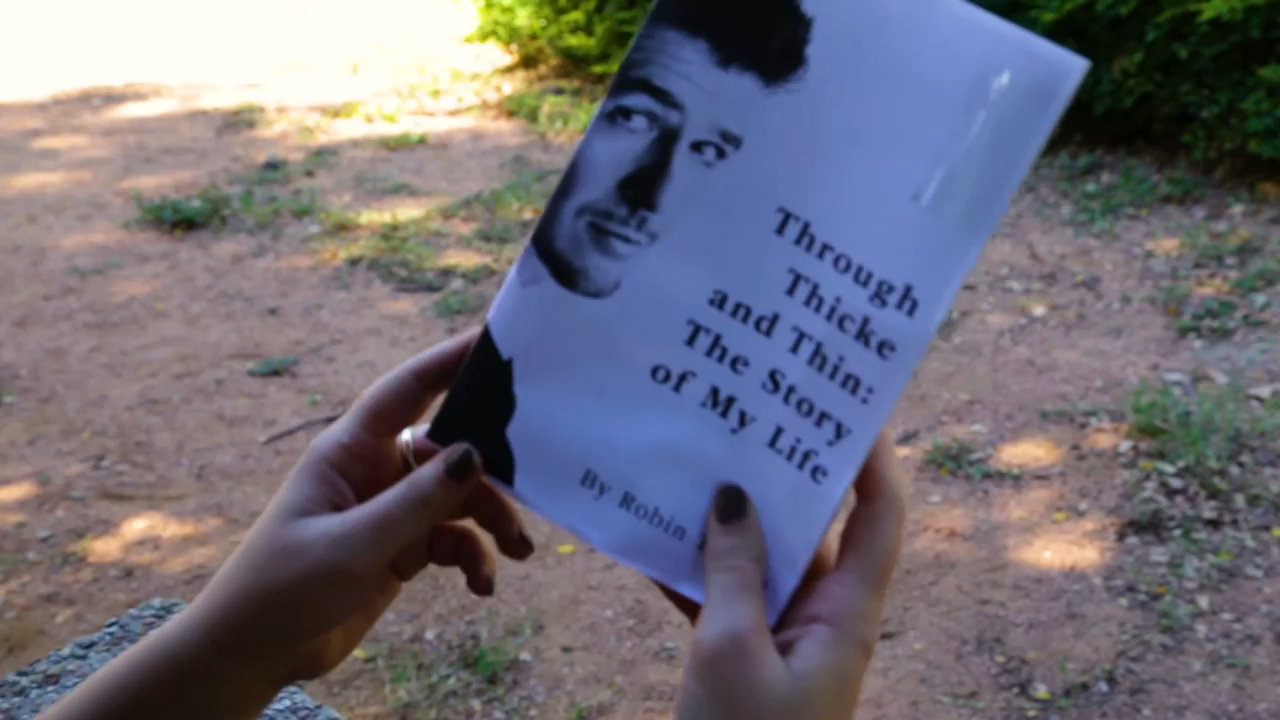 Through
Thicke
and Thin:
The Story
of My Life
By Robin